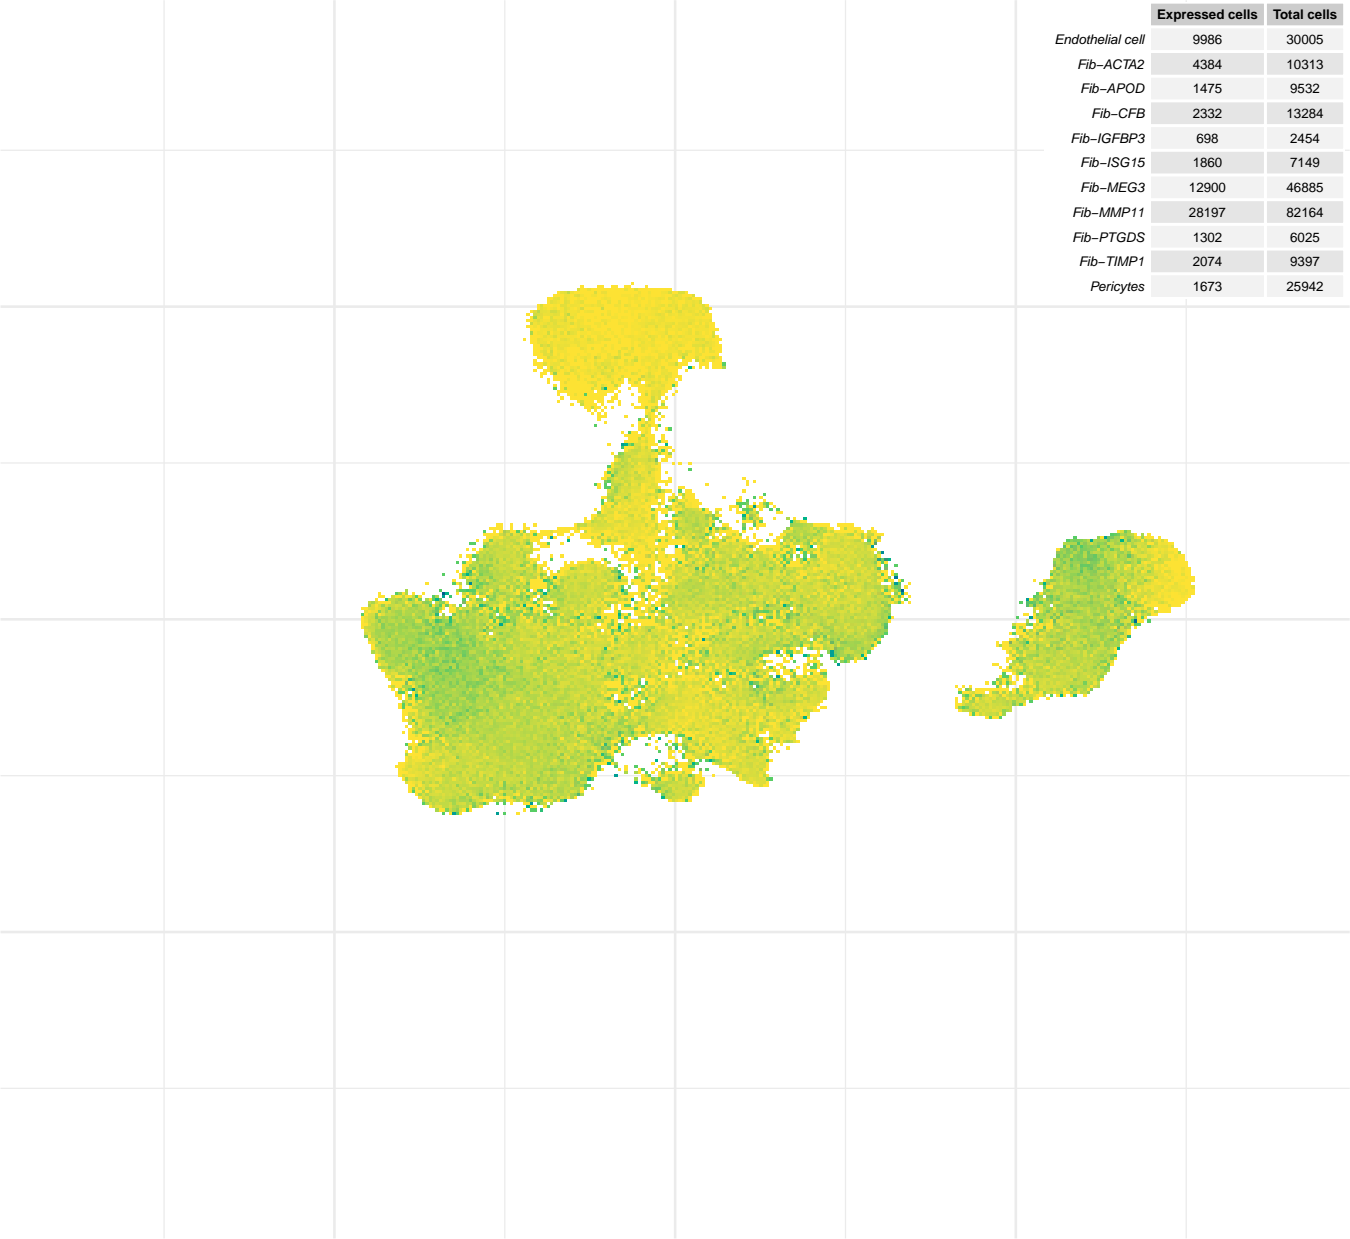 Expressed cells Total cells
Endothelial cell 9986 30005
Fib−ACTA2 4384 10313
Fib−APOD 1475 9532
Fib−CFB 2332 13284
Fib−IGFBP3 698 2454
Fib−ISG15 1860 7149
Fib−MEG3 12900 46885
Fib−MMP11 28197 82164
Fib−PTGDS 1302 6025
Fib−TIMP1 2074 9397
Pericytes 1673 25942